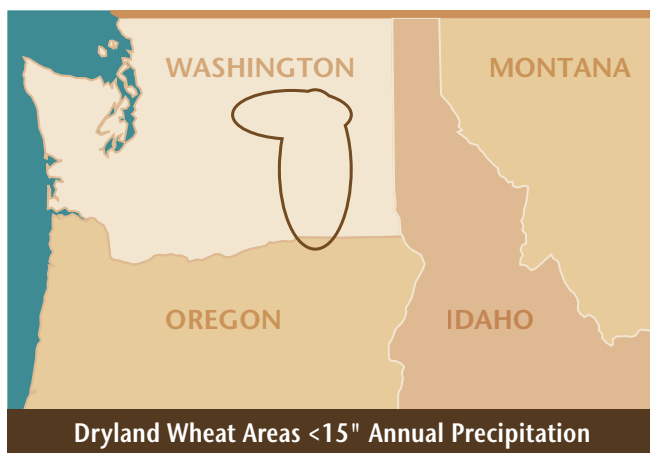 WASHINGTON
MONTANA
OREGON
IDAHO
Dryland Wheat Areas <15" Annual Precipitation